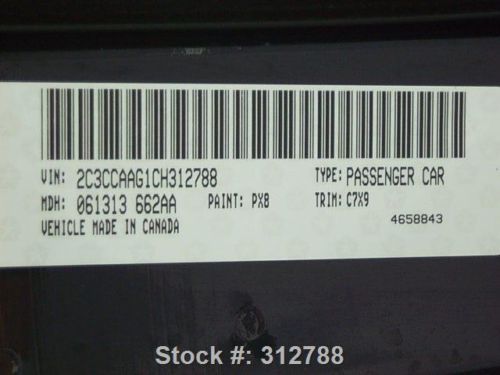 VIN: 2C3CCAAG1CH312788 TYPE: PASSENGER CAR
MDH: 061313 662AA PAINT: PX8 TRIM: C7X9
VEHICLE MADE IN CANADA 4658843
Stock #: 312788